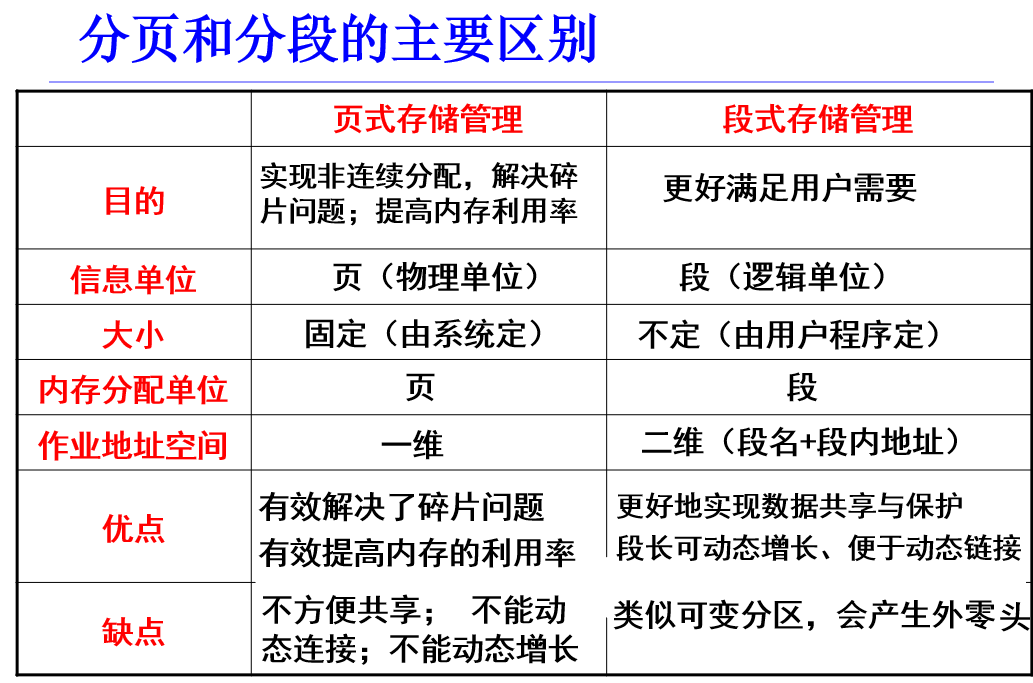 分页和分段的主要区别
页式存储管理 段式存储管理
目的 实现非连续分配，解决碎 更好满足用户需要
片问题；提高内存利用率
信息单位 页（物理单位） 段（逻辑单位）
大小 固定（由系统定） 不定（由用户程序定）
内存分配单位 页 段
作业地址空间 一维 二维（段名+段内地址）
优点 有效解决了碎片问题 更好地实现数据共享与保护
有效提高内存的利用率 段长可动态增长、便于动态链接
缺点 不方便共享； 不能动 类似可变分区，会产生外零头
态连接；不能动态增长